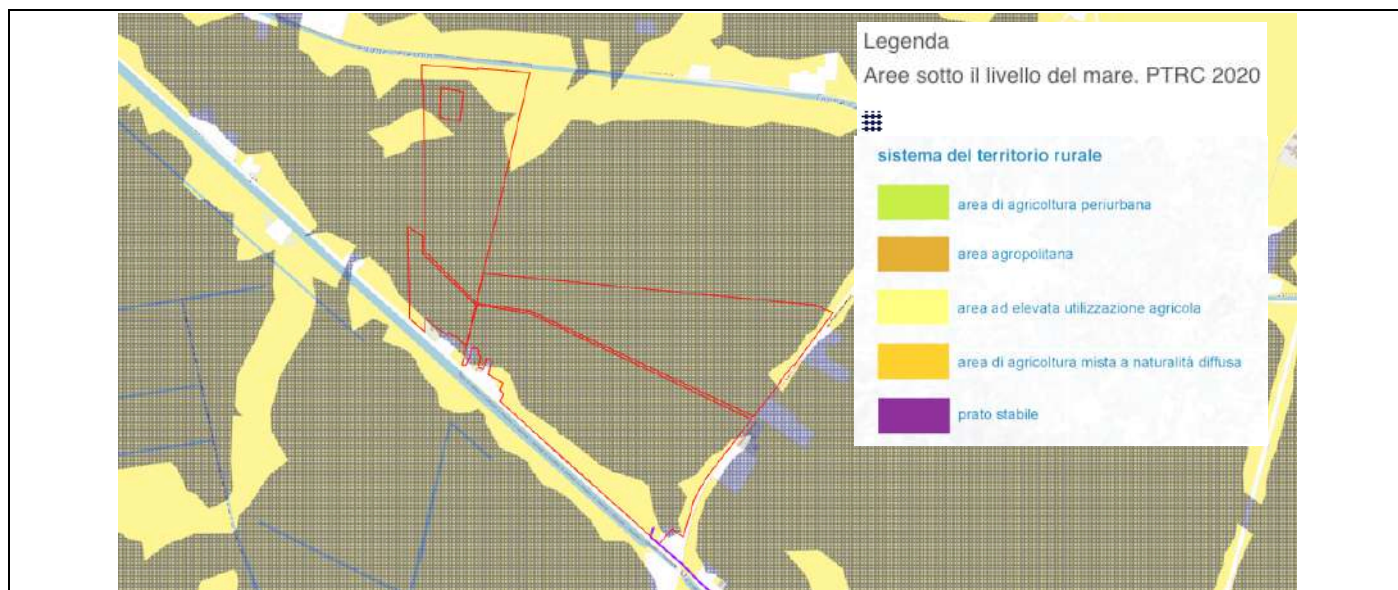 Legenda
Aree sotto il livello del mare. PTRC 2020
sistema del territorio rurale
area di agricoltura periurbana
area agropolitana
area ad elevata utilizzazione agricola
area di agricoltura mista a naturalità diffusa
prato stabile